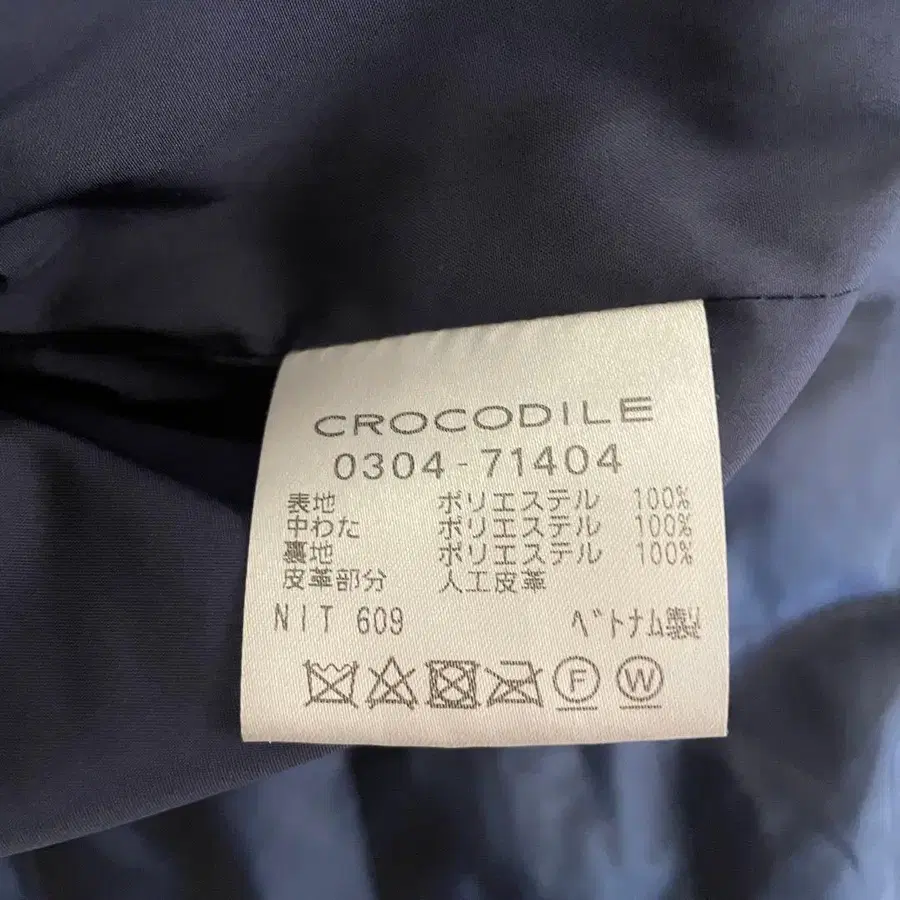 CROCODILE
0304-71404
表地 ポリエステル 100%
中わた ポリエステル 100%
裏地 ポリエステル 100%
皮革部分 人工皮革
NIT 609 ベトナム製
F W